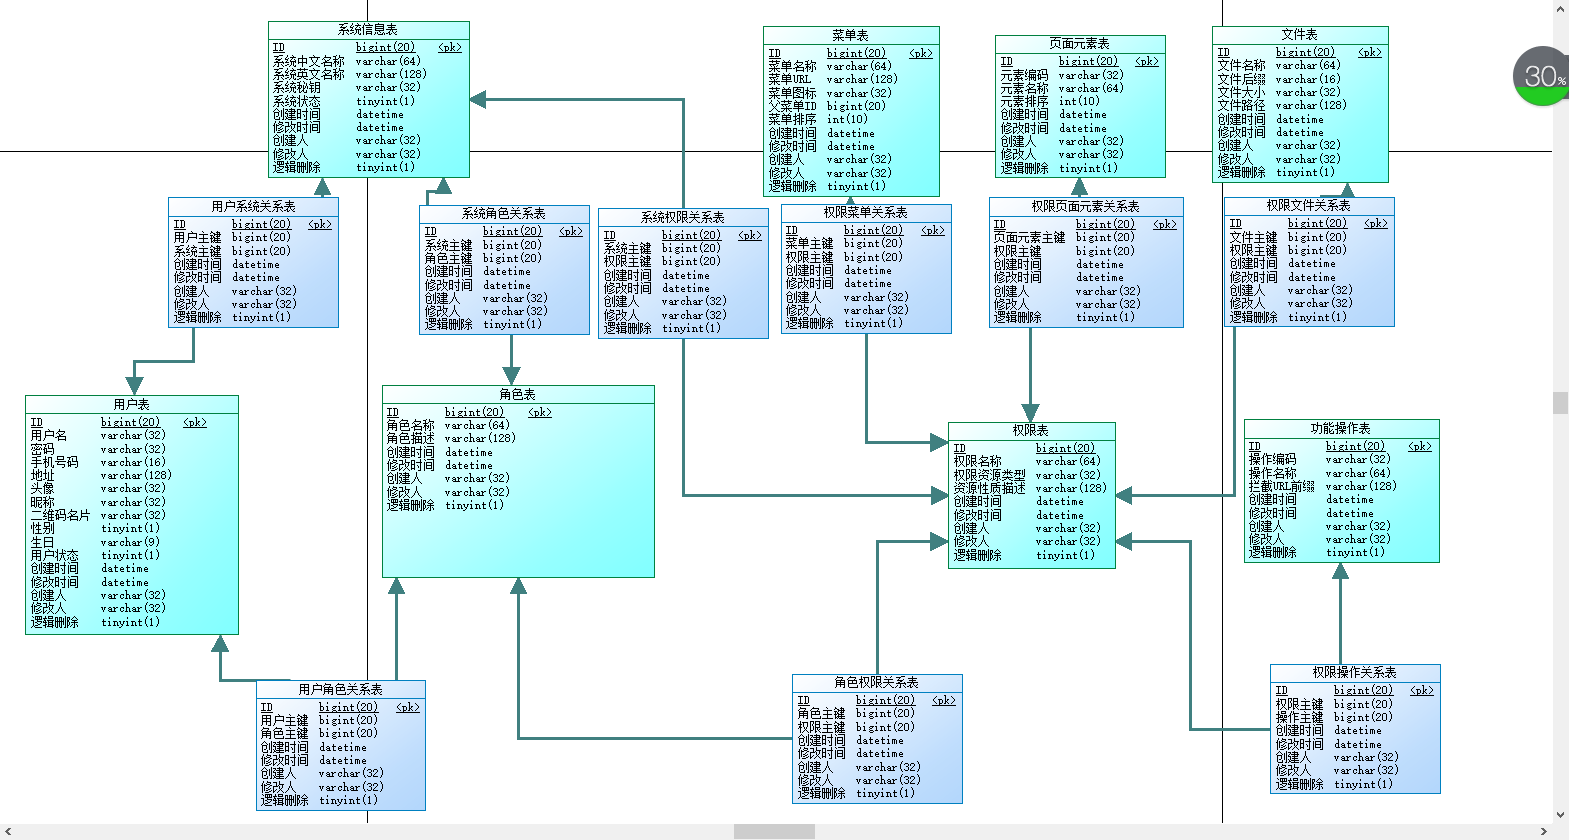 系统信息表
ID bigint(20) <pk>
系统中文名称 varchar(64)
系统英文名称 varchar(128)
系统秘钥 varchar(32)
系统状态 tinyint(1)
创建时间 datetime
修改时间 datetime
创建人 varchar(32)
修改人 varchar(32)
逻辑删除 tinyint(1)
菜单表
ID bigint(20) <pk>
菜单名称 varchar(64)
菜单URL varchar(128)
菜单图标 varchar(32)
父菜单ID bigint(20)
菜单排序 int(10)
创建时间 datetime
修改时间 datetime
创建人 varchar(32)
修改人 varchar(32)
逻辑删除 tinyint(1)
页面元素表
ID bigint(20) <pk>
元素编码 varchar(32)
元素名称 varchar(64)
元素排序 int(10)
创建时间 datetime
修改时间 datetime
创建人 varchar(32)
修改人 varchar(32)
逻辑删除 tinyint(1)
文件表
ID bigint(20) <pk>
文件名称 varchar(64)
文件后缀 varchar(16)
文件大小 varchar(32)
文件路径 varchar(128)
创建时间 datetime
修改时间 datetime
创建人 varchar(32)
修改人 varchar(32)
逻辑删除 tinyint(1)
30%
用户系统关系表
ID bigint(20) <pk>
用户主键 bigint(20)
系统主键 bigint(20)
创建时间 datetime
修改时间 datetime
创建人 varchar(32)
修改人 varchar(32)
逻辑删除 tinyint(1)
系统角色关系表
ID bigint(20) <pk>
系统主键 bigint(20)
角色主键 bigint(20)
创建时间 datetime
修改时间 datetime
创建人 varchar(32)
修改人 varchar(32)
逻辑删除 tinyint(1)
系统权限关系表
ID bigint(20) <pk>
系统主键 bigint(20)
权限主键 bigint(20)
创建时间 datetime
修改时间 datetime
创建人 varchar(32)
修改人 varchar(32)
逻辑删除 tinyint(1)
权限菜单关系表
ID bigint(20) <pk>
菜单主键 bigint(20)
权限主键 bigint(20)
创建时间 datetime
修改时间 datetime
创建人 varchar(32)
修改人 varchar(32)
逻辑删除 tinyint(1)
权限页面元素关系表
ID bigint(20) <pk>
页面元素主键 bigint(20)
权限主键 bigint(20)
创建时间 datetime
修改时间 datetime
创建人 varchar(32)
修改人 varchar(32)
逻辑删除 tinyint(1)
权限文件关系表
ID bigint(20) <pk>
文件主键 bigint(20)
权限主键 bigint(20)
创建时间 datetime
修改时间 datetime
创建人 varchar(32)
修改人 varchar(32)
逻辑删除 tinyint(1)
用户表
ID bigint(20) <pk>
用户名 varchar(32)
密码 varchar(32)
手机号码 varchar(16)
地址 varchar(128)
头像 varchar(32)
昵称 varchar(32)
二维码名片 varchar(32)
性别 tinyint(1)
生日 varchar(9)
用户状态 tinyint(1)
创建时间 datetime
修改时间 datetime
创建人 varchar(32)
修改人 varchar(32)
逻辑删除 tinyint(1)
角色表
ID bigint(20) <pk>
角色名称 varchar(64)
角色描述 varchar(128)
创建时间 datetime
修改时间 datetime
创建人 varchar(32)
修改人 varchar(32)
逻辑删除 tinyint(1)
权限表
ID bigint(20)
权限名称 varchar(64)
权限资源类型 varchar(32)
资源性质描述 varchar(128)
创建时间 datetime
修改时间 datetime
创建人 varchar(32)
修改人 varchar(32)
逻辑删除 tinyint(1)
功能操作表
ID bigint(20) <pk>
操作编码 varchar(32)
操作名称 varchar(64)
拦截URL前缀 varchar(128)
创建时间 datetime
修改时间 datetime
创建人 varchar(32)
修改人 varchar(32)
逻辑删除 tinyint(1)
用户角色关系表
ID bigint(20) <pk>
用户主键 bigint(20)
角色主键 bigint(20)
创建时间 datetime
修改时间 datetime
创建人 varchar(32)
修改人 varchar(32)
逻辑删除 tinyint(1)
角色权限关系表
ID bigint(20) <pk>
角色主键 bigint(20)
权限主键 bigint(20)
创建时间 datetime
修改时间 datetime
创建人 varchar(32)
修改人 varchar(32)
逻辑删除 tinyint(1)
权限操作关系表
ID bigint(20) <pk>
权限主键 bigint(20)
操作主键 bigint(20)
创建时间 datetime
修改时间 datetime
创建人 varchar(32)
修改人 varchar(32)
逻辑删除 tinyint(1)